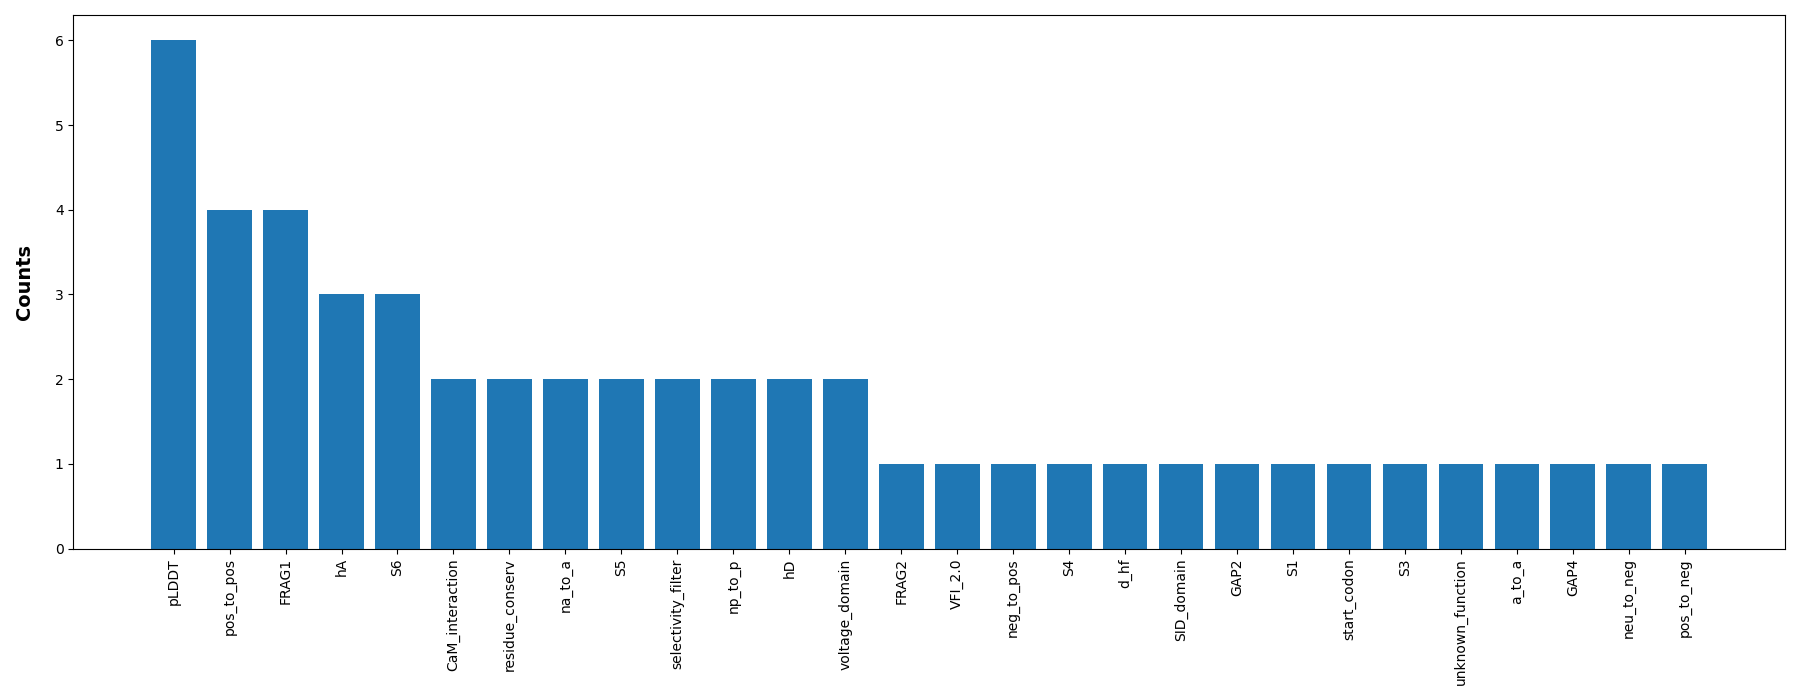 Counts
6
5
4
3
2
1
0
pLDDT
pos_to_pos
FRAG1
hA
S6
CaM_interaction
residue_conserv
na_to_a
S5
selectivity_filter
np_to_p
hD
voltage_domain
FRAG2
VFI_2.0
neg_to_pos
S4
d_hf
SID_domain
GAP2
S1
start_codon
S3
unknown_function
a_to_a
GAP4
neu_to_neg
pos_to_neg